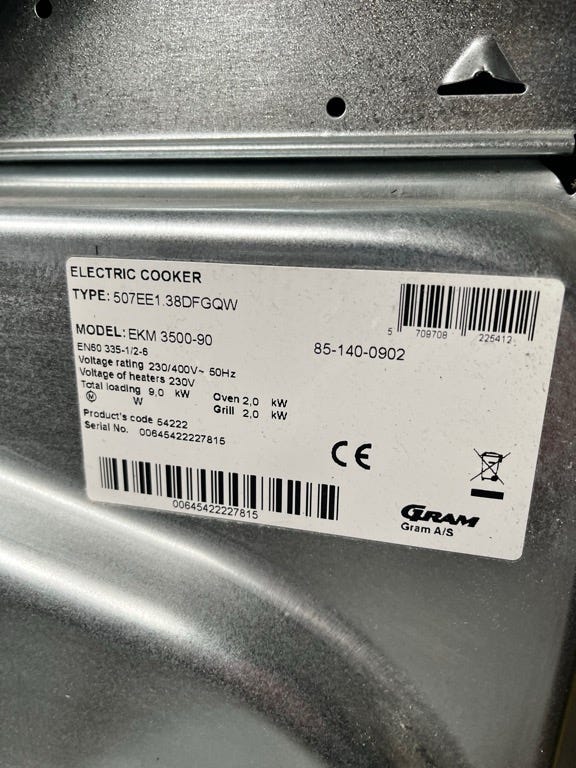 ELECTRIC COOKER
TYPE: 507EE1.38DFGQW
5 709708 225412
MODEL: EKM 3500-90
85-140-0902
EN60 335-1/2-6
Voltage rating 230/400V~ 50Hz
Voltage of heaters 230V
Total loading 9,0 kW
Oven 2,0 kW
M W
Grill 2,0 kW
Product's code 54222
Serial No. 00645422227815
CE
00645422227815
GRAM
Gram A/S